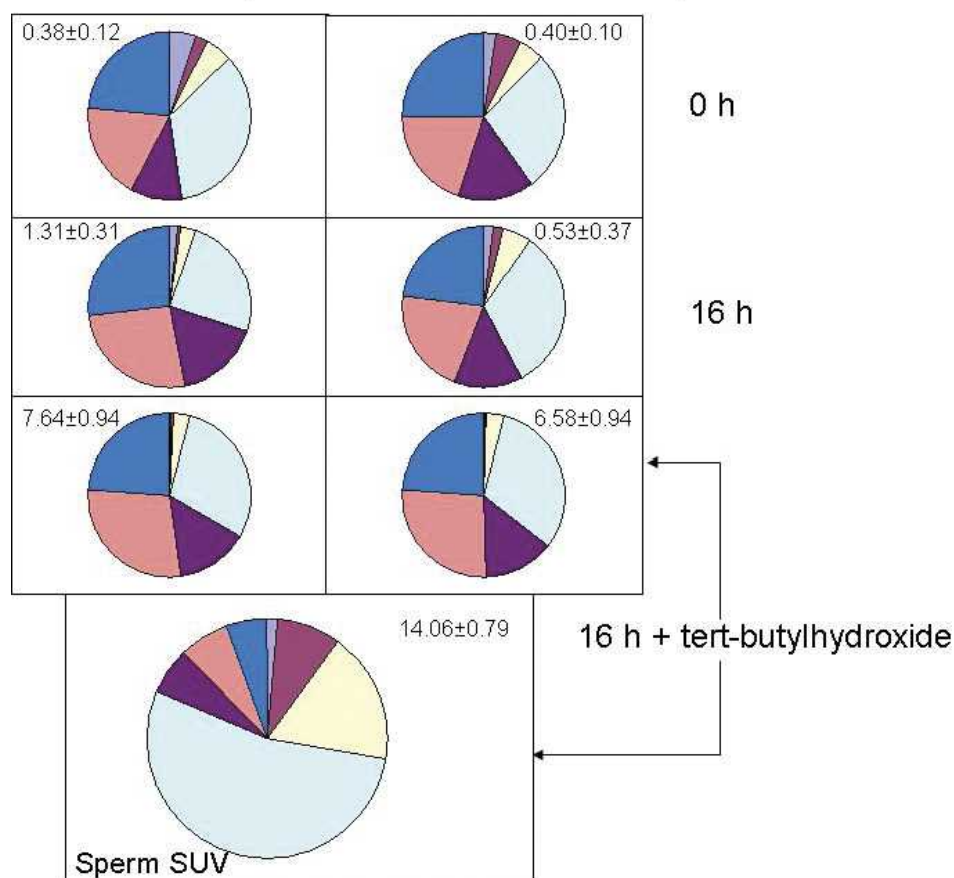 0.38±0.12
0.40±0.10
0 h
1.31±0.31
0.53±0.37
16 h
7.64±0.94
6.58±0.94
14.06±0.79
16 h + tert-butylhydroxide
Sperm SUV